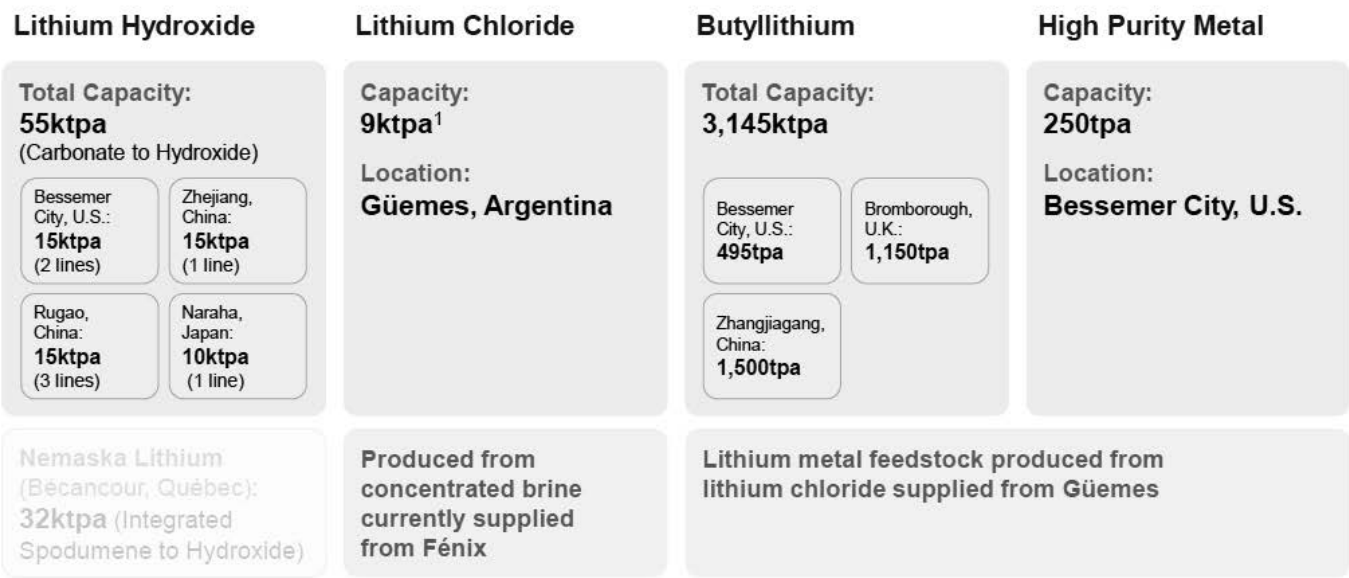 Lithium Hydroxide
Total Capacity:
55ktpa
(Carbonate to Hydroxide)
Bessemer
City, U.S.:
15ktpa
(2 lines)
Zhejiang,
China:
15ktpa
(1 line)
Rugao,
China:
15ktpa
(3 lines)
Naraha,
Japan:
10ktpa
(1 line)
Nemaska Lithium
(Bécancour, Québec):
32ktpa (Integrated
Spodumene to Hydroxide)
Lithium Chloride
Capacity:
9ktpa¹
Location:
Güemes, Argentina
Produced from
concentrated brine
currently supplied
from Fénix
Butyllithium
Total Capacity:
3,145ktpa
Bessemer
City, U.S.:
495tpa
Bromborough,
U.K.:
1,150tpa
Zhangjiagang,
China:
1,500tpa
High Purity Metal
Capacity:
250tpa
Location:
Bessemer City, U.S.
Lithium metal feedstock produced from
lithium chloride supplied from Güemes